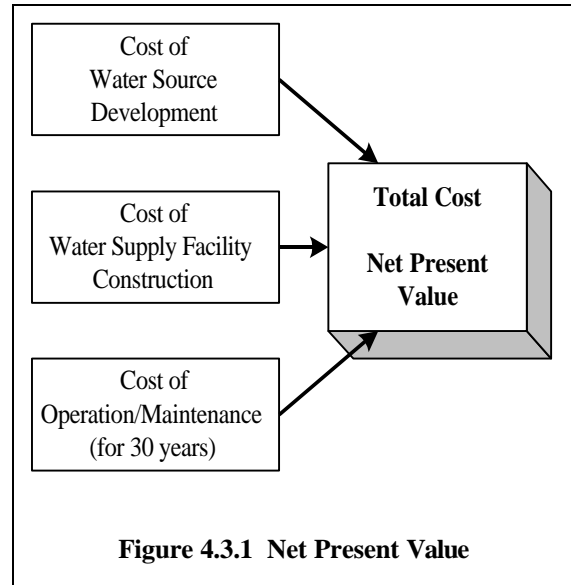 Cost of
Water Source
Development
Cost of
Water Supply Facility
Construction
Cost of
Operation/Maintenance
(for 30 years)
Total Cost
Net Present
Value
Figure 4.3.1 Net Present Value